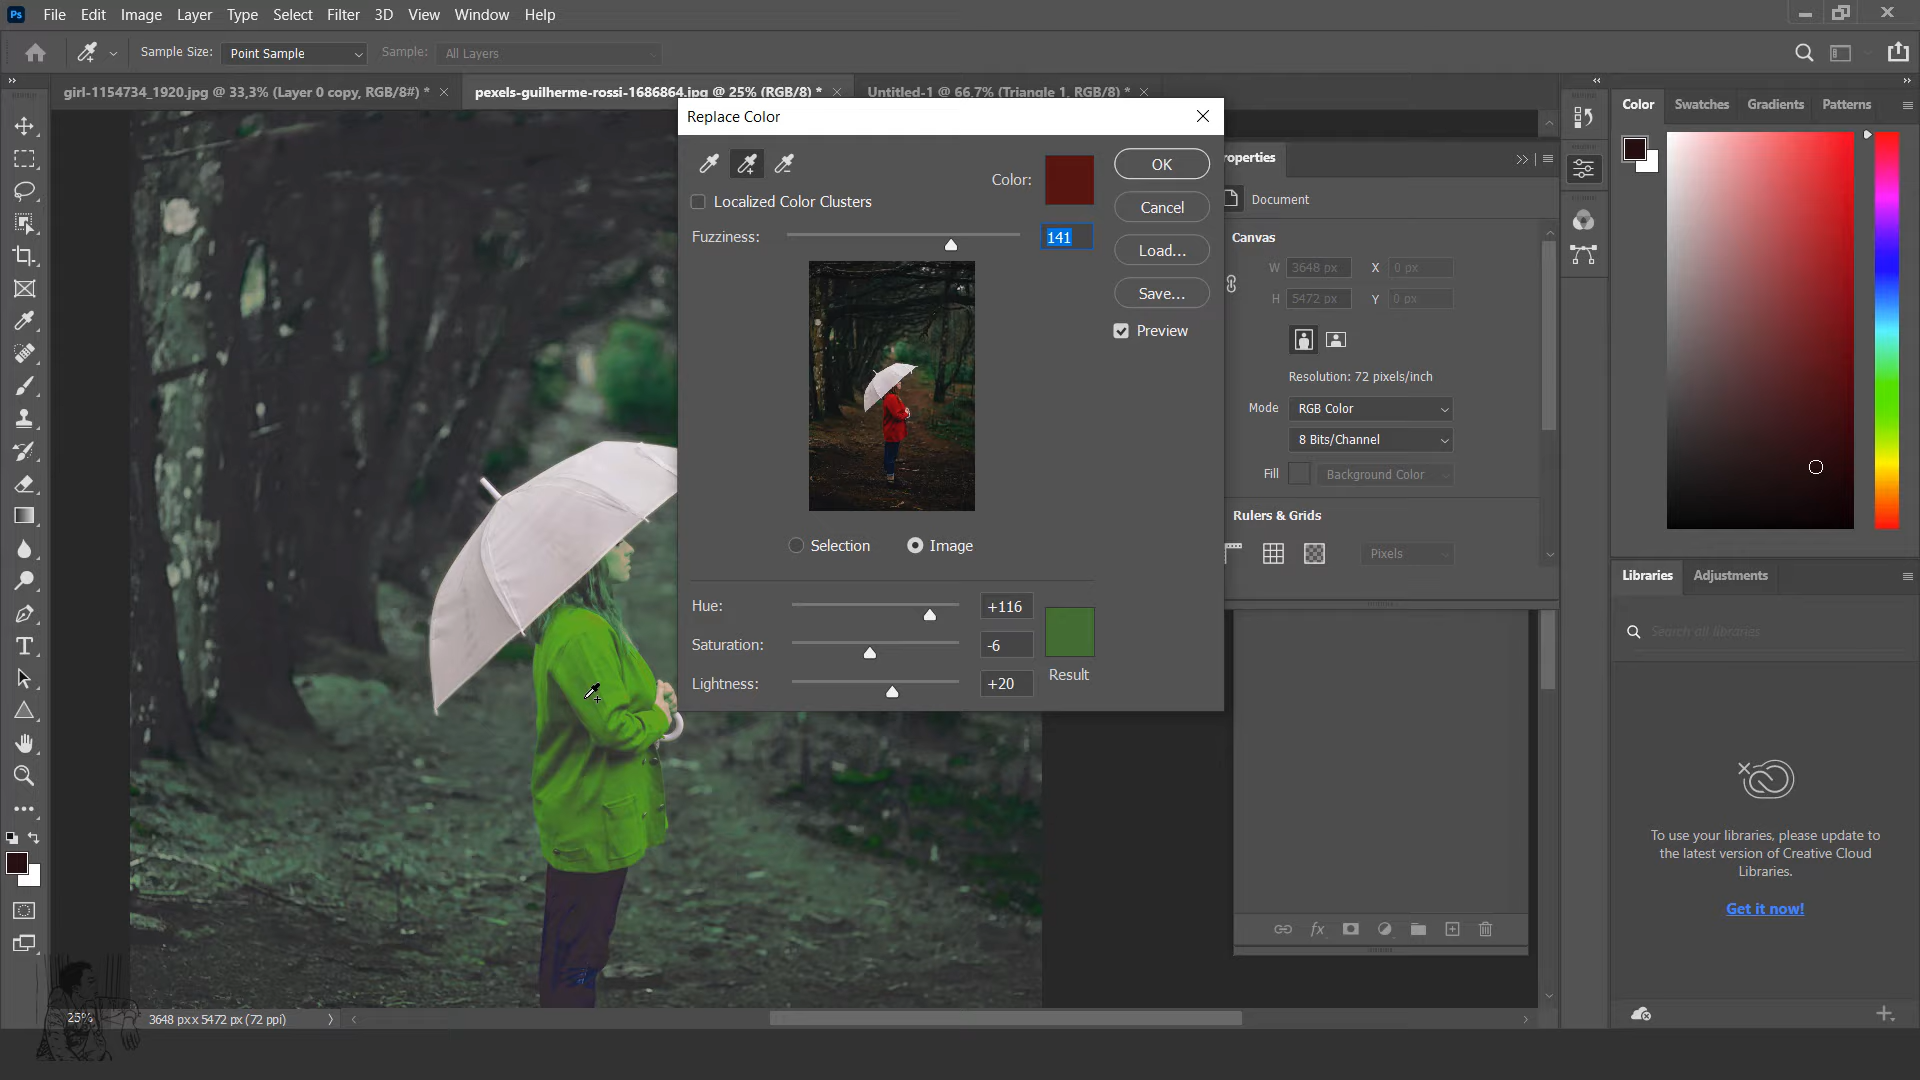 Ps File Edit Image Layer Type Select Filter 3D View Window Help
Sample Size: Point Sample Sample: All Layers
girl-1154734_1920.jpg @ 33,3% (Layer 0 copy, RGB/8#) *
pexels-guilherme-rossi-1686864.jpg @ 25% (RGB/8) *
Untitled-1 @ 66,7% (Triangle 1, RGB/8) *
Replace Color
Color:
Localized Color Clusters
Fuzziness: 141
Selection Image
Hue: +116
Saturation: -6
Lightness: +20
Result
OK
Cancel
Load...
Save...
Preview
roperties
Document
Canvas
W 3648 px X 0 px
H 5472 px Y 0 px
Resolution: 72 pixels/inch
Mode RGB Color
8 Bits/Channel
Fill Background Color
Rulers & Grids
Pixels
fx
Color Swatches Gradients Patterns
Libraries Adjustments
Search all libraries
To use your libraries, please update to
the latest version of Creative Cloud
Libraries.
Get it now!
25% 3648 px x 5472 px (72 ppi)